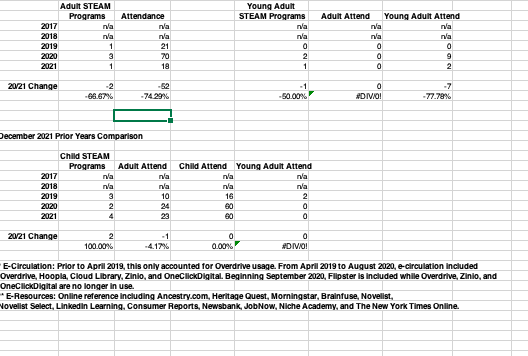 Adult STEAM Young Adult
Programs Attendance STEAM Programs Adult Attend Young Adult Attend
2017 n/a n/a n/a n/a n/a
2018 n/a n/a n/a n/a n/a
2019 1 21 0 0 0
2020 3 70 2 0 9
2021 1 18 1 0 2
20/21 Change -2 -52 -1 0 -7
-66.67% -74.29% -50.00% #DIV/0! -77.78%
December 2021 Prior Years Comparison
Child STEAM
Programs Adult Attend Child Attend Young Adult Attend
2017 n/a n/a n/a n/a
2018 n/a n/a n/a n/a
2019 3 10 16 2
2020 2 24 60 0
2021 4 23 60 0
20/21 Change 2 -1 0 0
100.00% -4.17% 0.00% #DIV/0!
* E-Circulation: Prior to April 2019, this only accounted for Overdrive usage. From April 2019 to August 2020, e-circulation included
Overdrive, Hoopla, Cloud Library, Zinio, and OneClickDigital. Beginning September 2020, Flipster is included while Overdrive, Zinio, and
OneClickDigital are no longer in use.
** E-Resources: Online reference including Ancestry.com, Heritage Quest, Morningstar, Brainfuse, Novelist,
Novelist Select, LinkedIn Learning, Consumer Reports, Newsbank, JobNow, Niche Academy, and The New York Times Online.